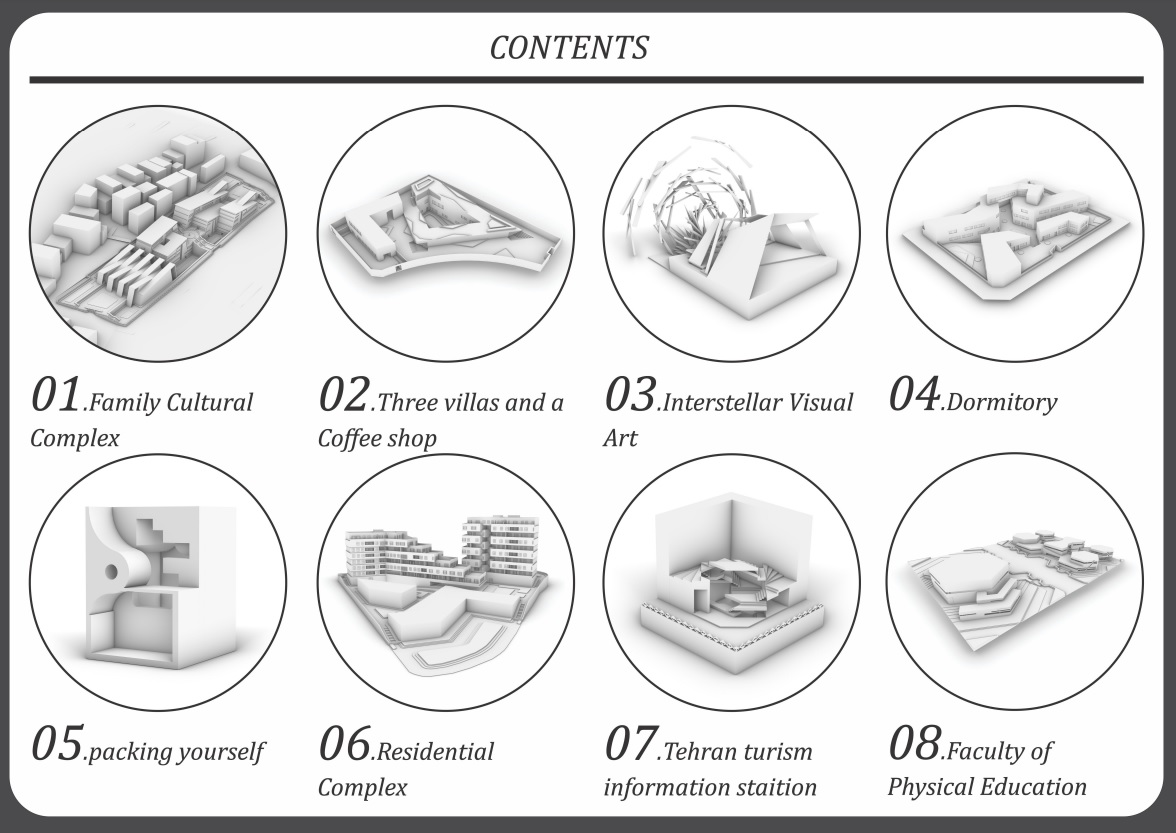 CONTENTS
01.Family Cultural
Complex
02.Three villas and a
Coffee shop
03.Interstellar Visual
Art
04.Dormitory
05.packing yourself
06.Residential
Complex
07.Tehran turism
information staition
08.Faculty of
Physical Education